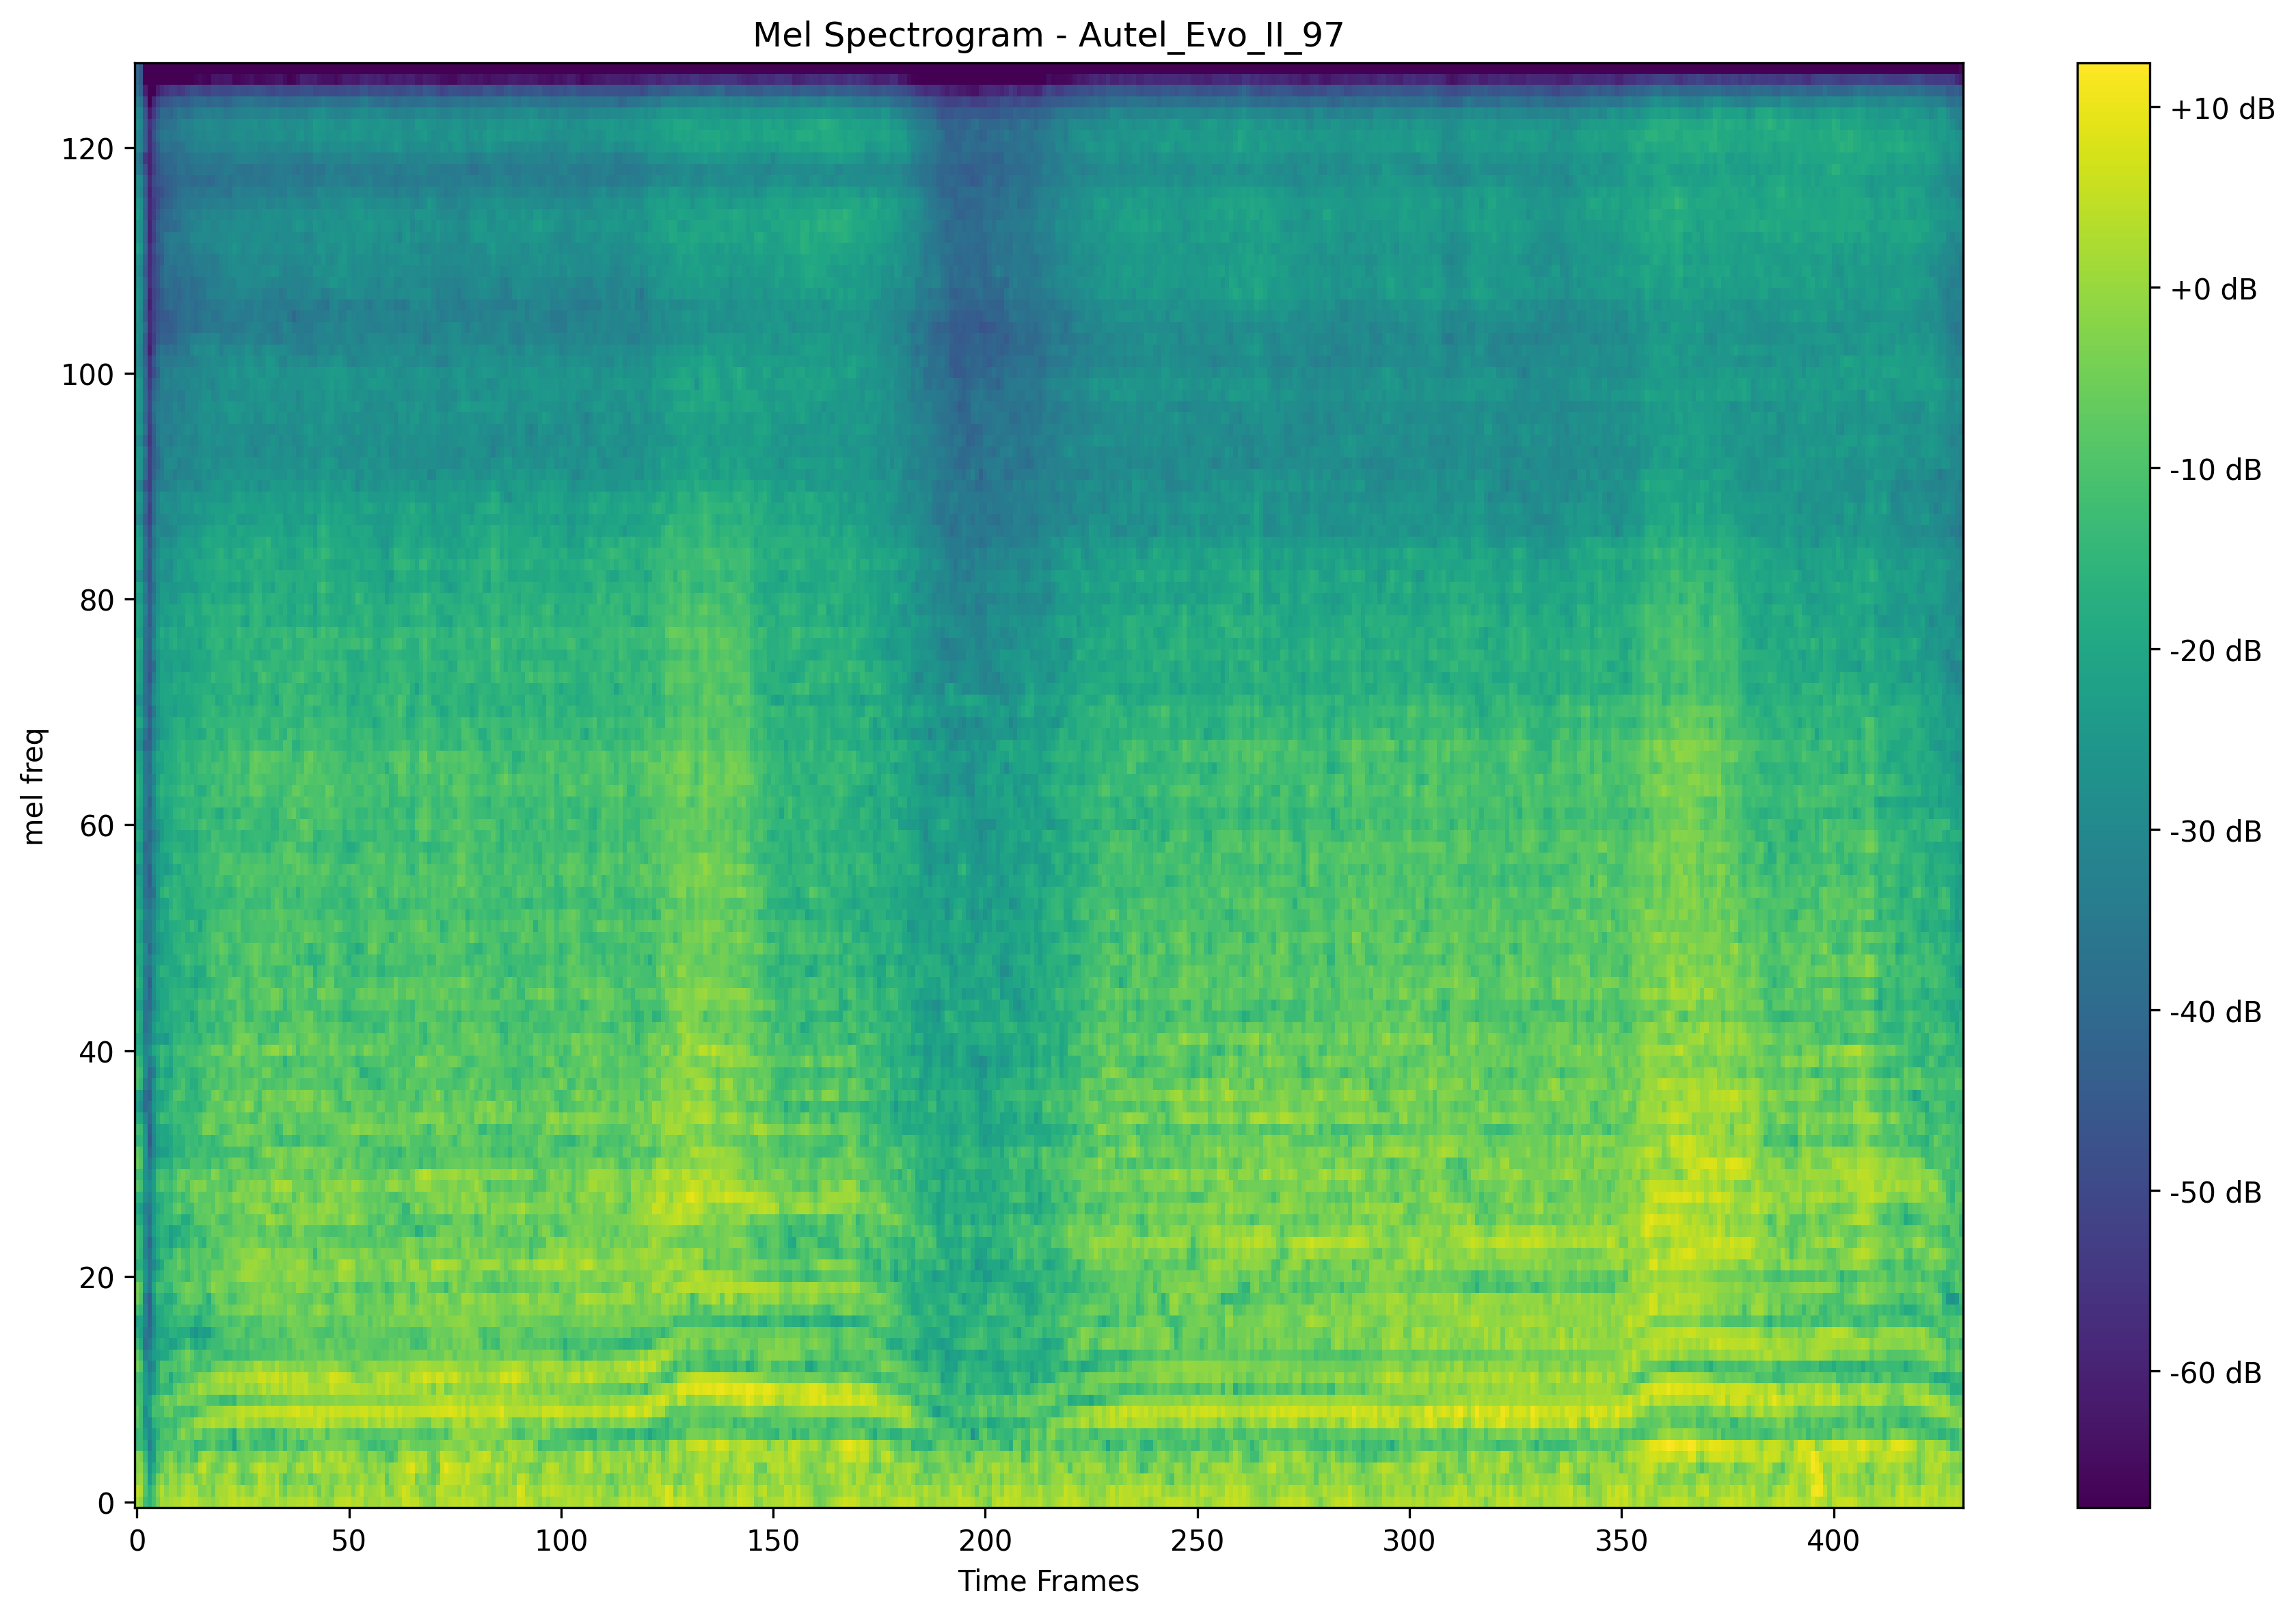 Mel Spectrogram - Autel_Evo_II_97
mel freq
120
100
80
60
40
20
0
0 50 100 150 200 250 300 350 400
Time Frames
+10 dB
+0 dB
-10 dB
-20 dB
-30 dB
-40 dB
-50 dB
-60 dB